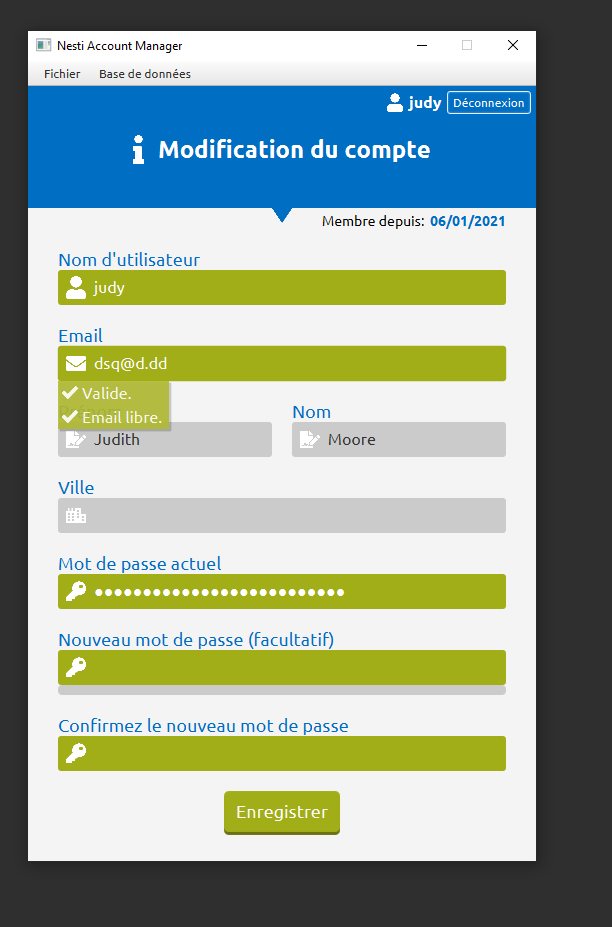 Nesti Account Manager
Fichier Base de données
judy Déconnexion
Modification du compte
Membre depuis: 06/01/2021
Nom d'utilisateur
judy
Email
dsq@d.dd
Valide.
Email libre.
Nom
Judith
Moore
Ville
Mot de passe actuel
Nouveau mot de passe (facultatif)
Confirmez le nouveau mot de passe
Enregistrer